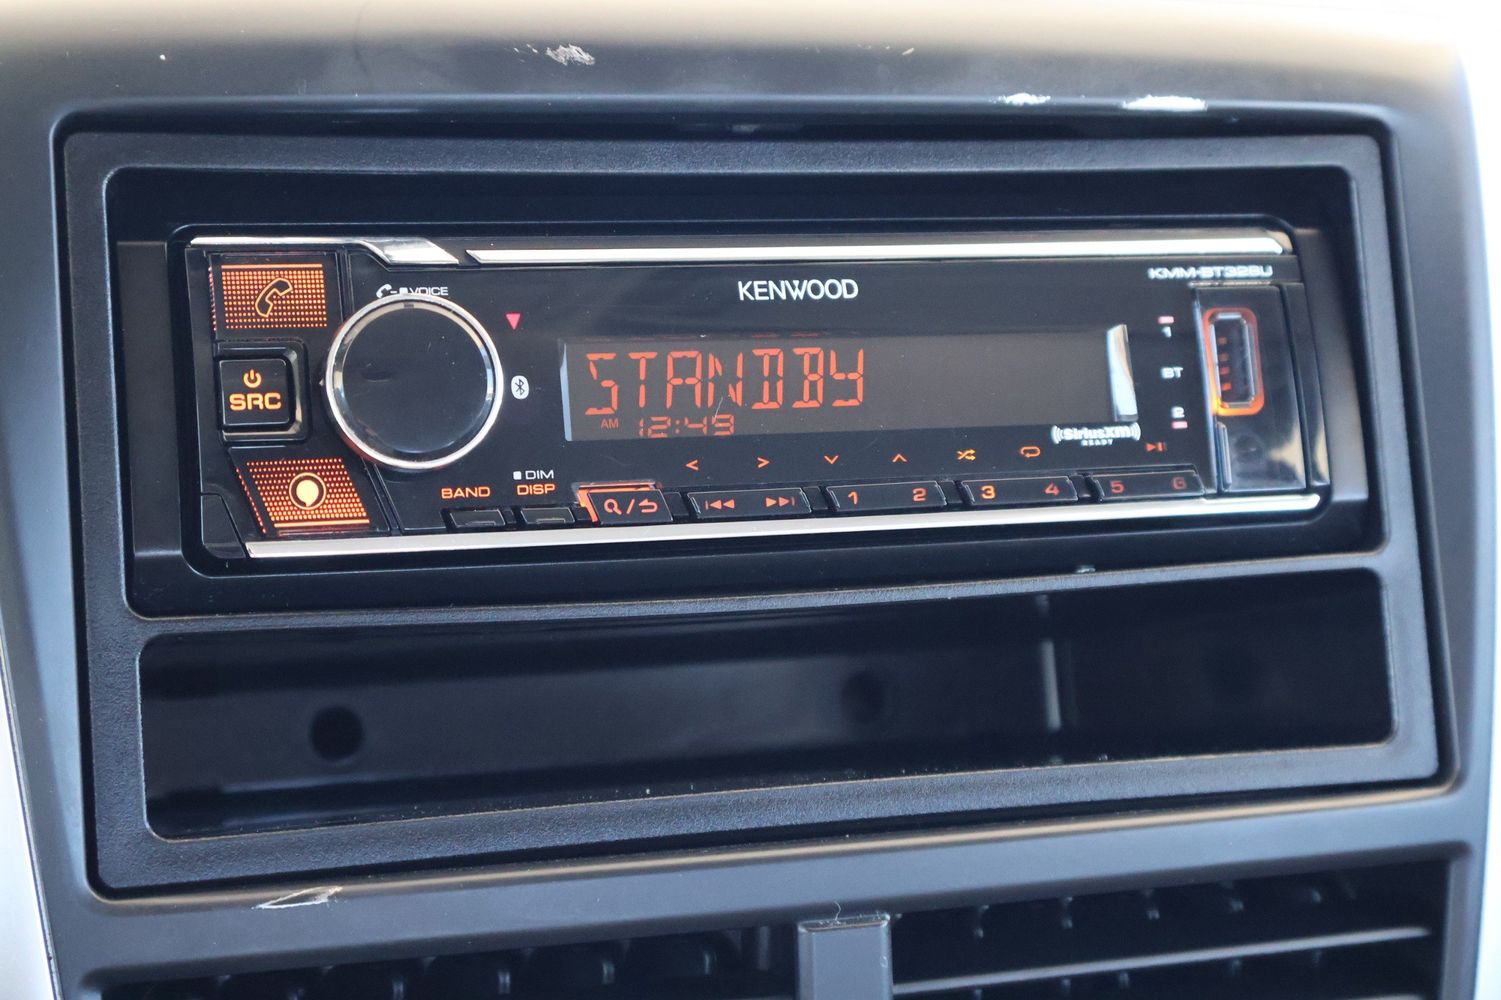 KENWOOD
KMM-BT328U
VOICE
SRC
STANDBY
AM 12:49
1
BT
2
((SiriusXM))
READY
DIM
BAND DISP
1 2 3 4 5 6